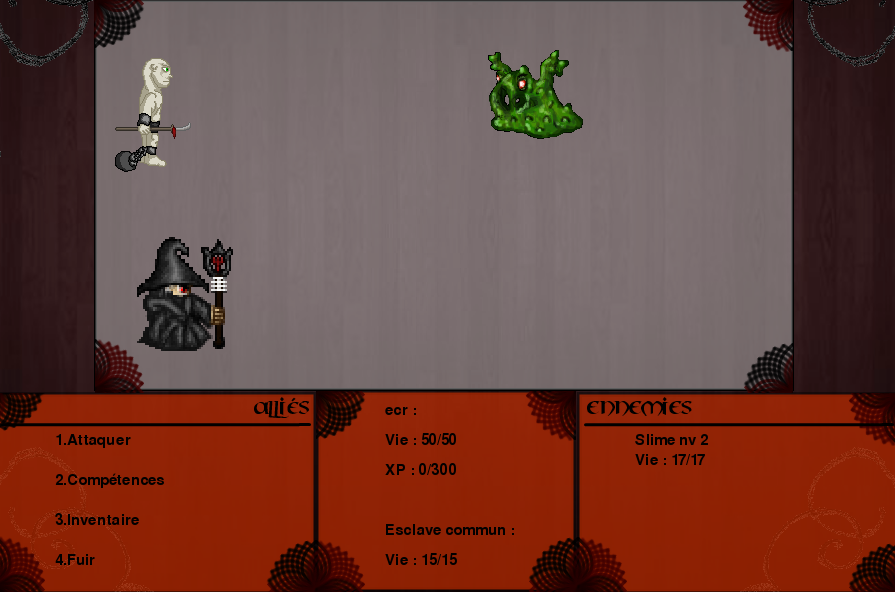 alliés
1.Attaquer
2.Compétences
3.Inventaire
4.Fuir
ecr :
Vie : 50/50
XP : 0/300
Esclave commun :
Vie : 15/15
ennemies
Slime nv 2
Vie : 17/17